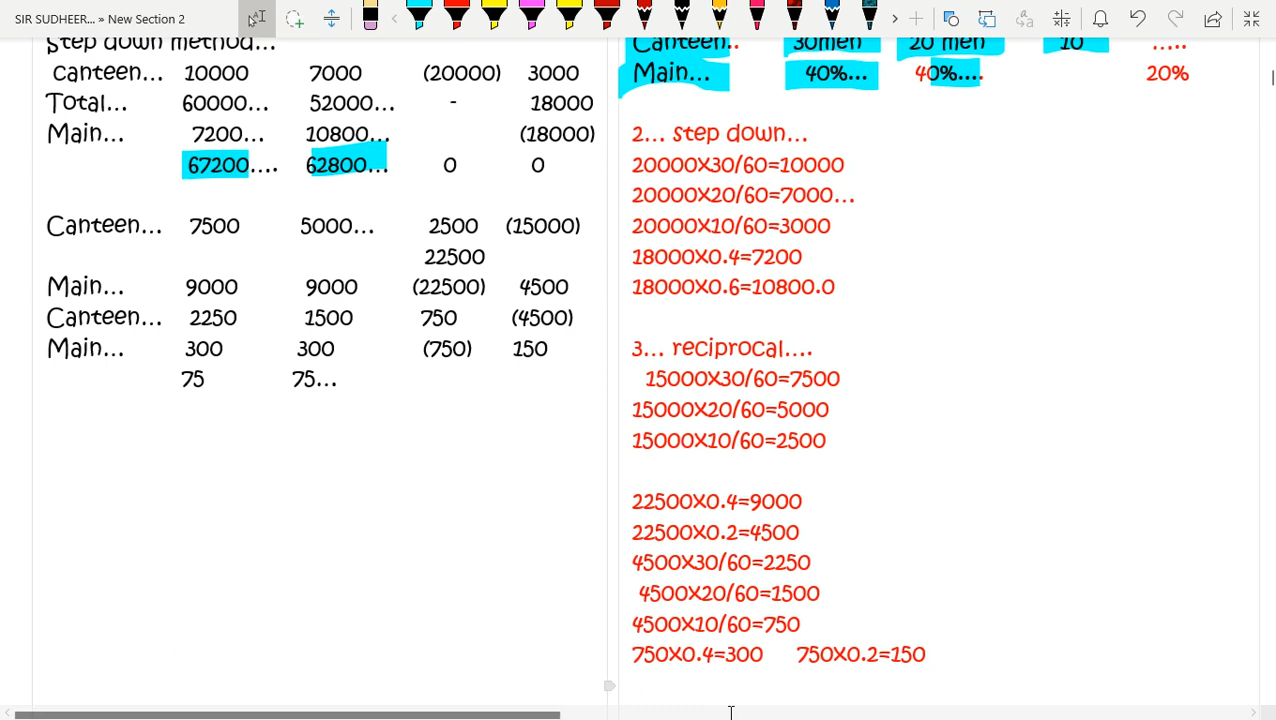 SIR SUDHEER... » New Section 2
Step down method...
canteen... 10000 7000 (20000) 3000
Total... 60000... 52000... - 18000
Main... 7200... 10800... (18000)
67200.... 62800... 0 0
Canteen... 7500 5000... 2500 (15000)
22500
Main... 9000 9000 (22500) 4500
Canteen... 2250 1500 750 (4500)
Main... 300 300 (750) 150
75 75...
Canteen.. 30men 20 men 10 .....
Main... 40%... 40%.... 20%
2... step down...
20000X30/60=10000
20000X20/60=7000...
20000X10/60=3000
18000X0.4=7200
18000X0.6=10800.0
3... reciprocal....
15000X30/60=7500
15000X20/60=5000
15000X10/60=2500
22500X0.4=9000
22500X0.2=4500
4500X30/60=2250
4500X20/60=1500
4500X10/60=750
750X0.4=300 750X0.2=150